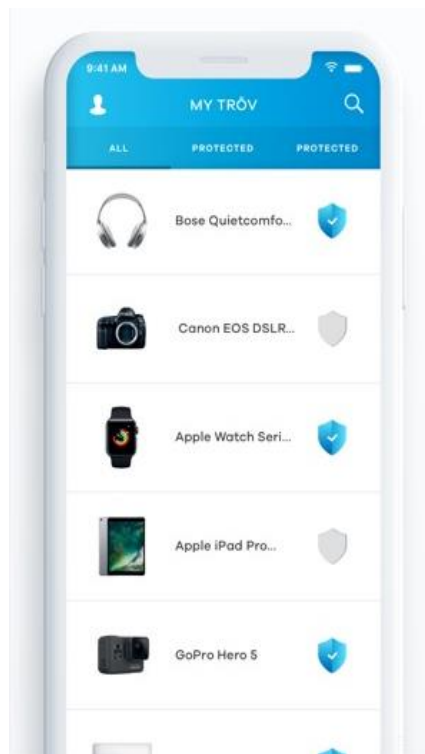 9:41 AM
MY TRŌV
ALL PROTECTED PROTECTED
Bose Quietcomfo...
Canon EOS DSLR...
Apple Watch Seri...
Apple iPad Pro...
GoPro Hero 5